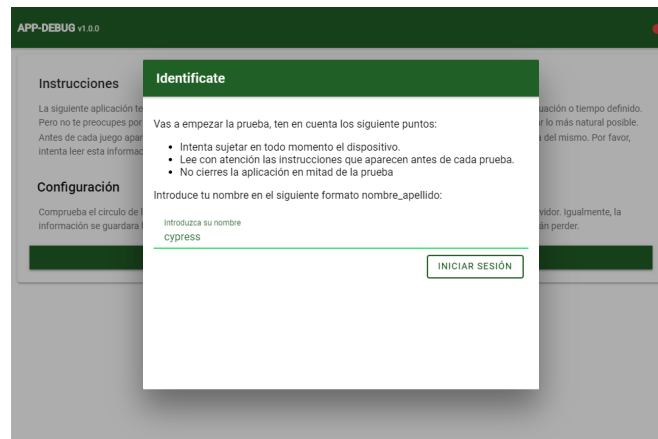 APP-DEBUG v1.0.0
Identificate
Instrucciones
La siguiente aplicación
uación o tiempo definido.
Vas a empezar la prueba, ten en cuenta los siguiente puntos:
Pero no te preocupes por
lo más natural posible.
Antes de cada juego
del mismo. Por favor,
• Intenta sujetar en todo momento el dispositivo.
intenta leer esta
• Lee con atención las instrucciones que aparecen antes de cada prueba.
• No cierres la aplicación en mitad de la prueba
Configuración
Introduce tu nombre en el siguiente formato nombre_apellido:
Comprueba el circulo de
vidor. Igualmente, la
Introduzca su nombre
información se guardara
án perder.
cypress
INICIAR SESIÓN